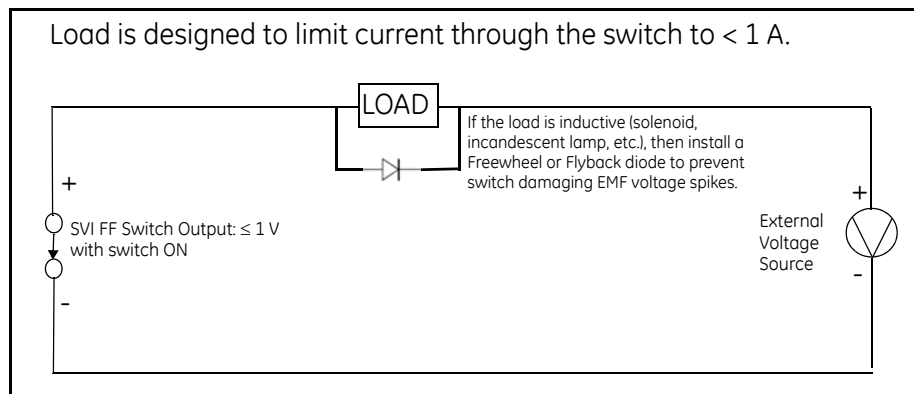 Load is designed to limit current through the switch to < 1 A.
LOAD
If the load is inductive (solenoid,
incandescent lamp, etc.), then install a
Freewheel or Flyback diode to prevent
switch damaging EMF voltage spikes.
+
SVI FF Switch Output: ≤ 1 V
with switch ON
-
+
External
Voltage
Source
-